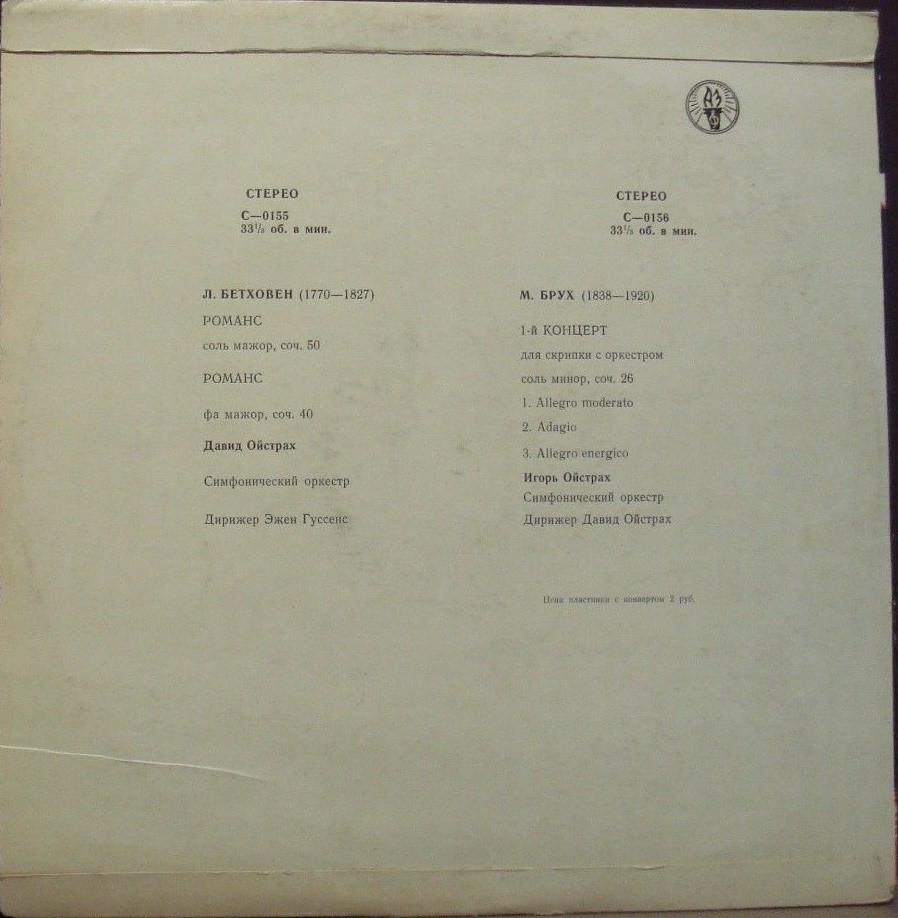 АЗ
СТЕРЕО
С—0155
33⅓ об. в мин.
Л. БЕТХОВЕН (1770—1827)
РОМАНС
соль мажор, соч. 50
РОМАНС
фа мажор, соч. 40
Давид Ойстрах
Симфонический оркестр
Дирижер Эжен Гуссенс
СТЕРЕО
С—0156
33⅓ об. в мин.
М. БРУХ (1838—1920)
1-й КОНЦЕРТ
для скрипки с оркестром
соль минор, соч. 26
1. Allegro moderato
2. Adagio
3. Allegro energico
Игорь Ойстрах
Симфонический оркестр
Дирижер Давид Ойстрах
Цена пластинки с конвертом 2 руб.